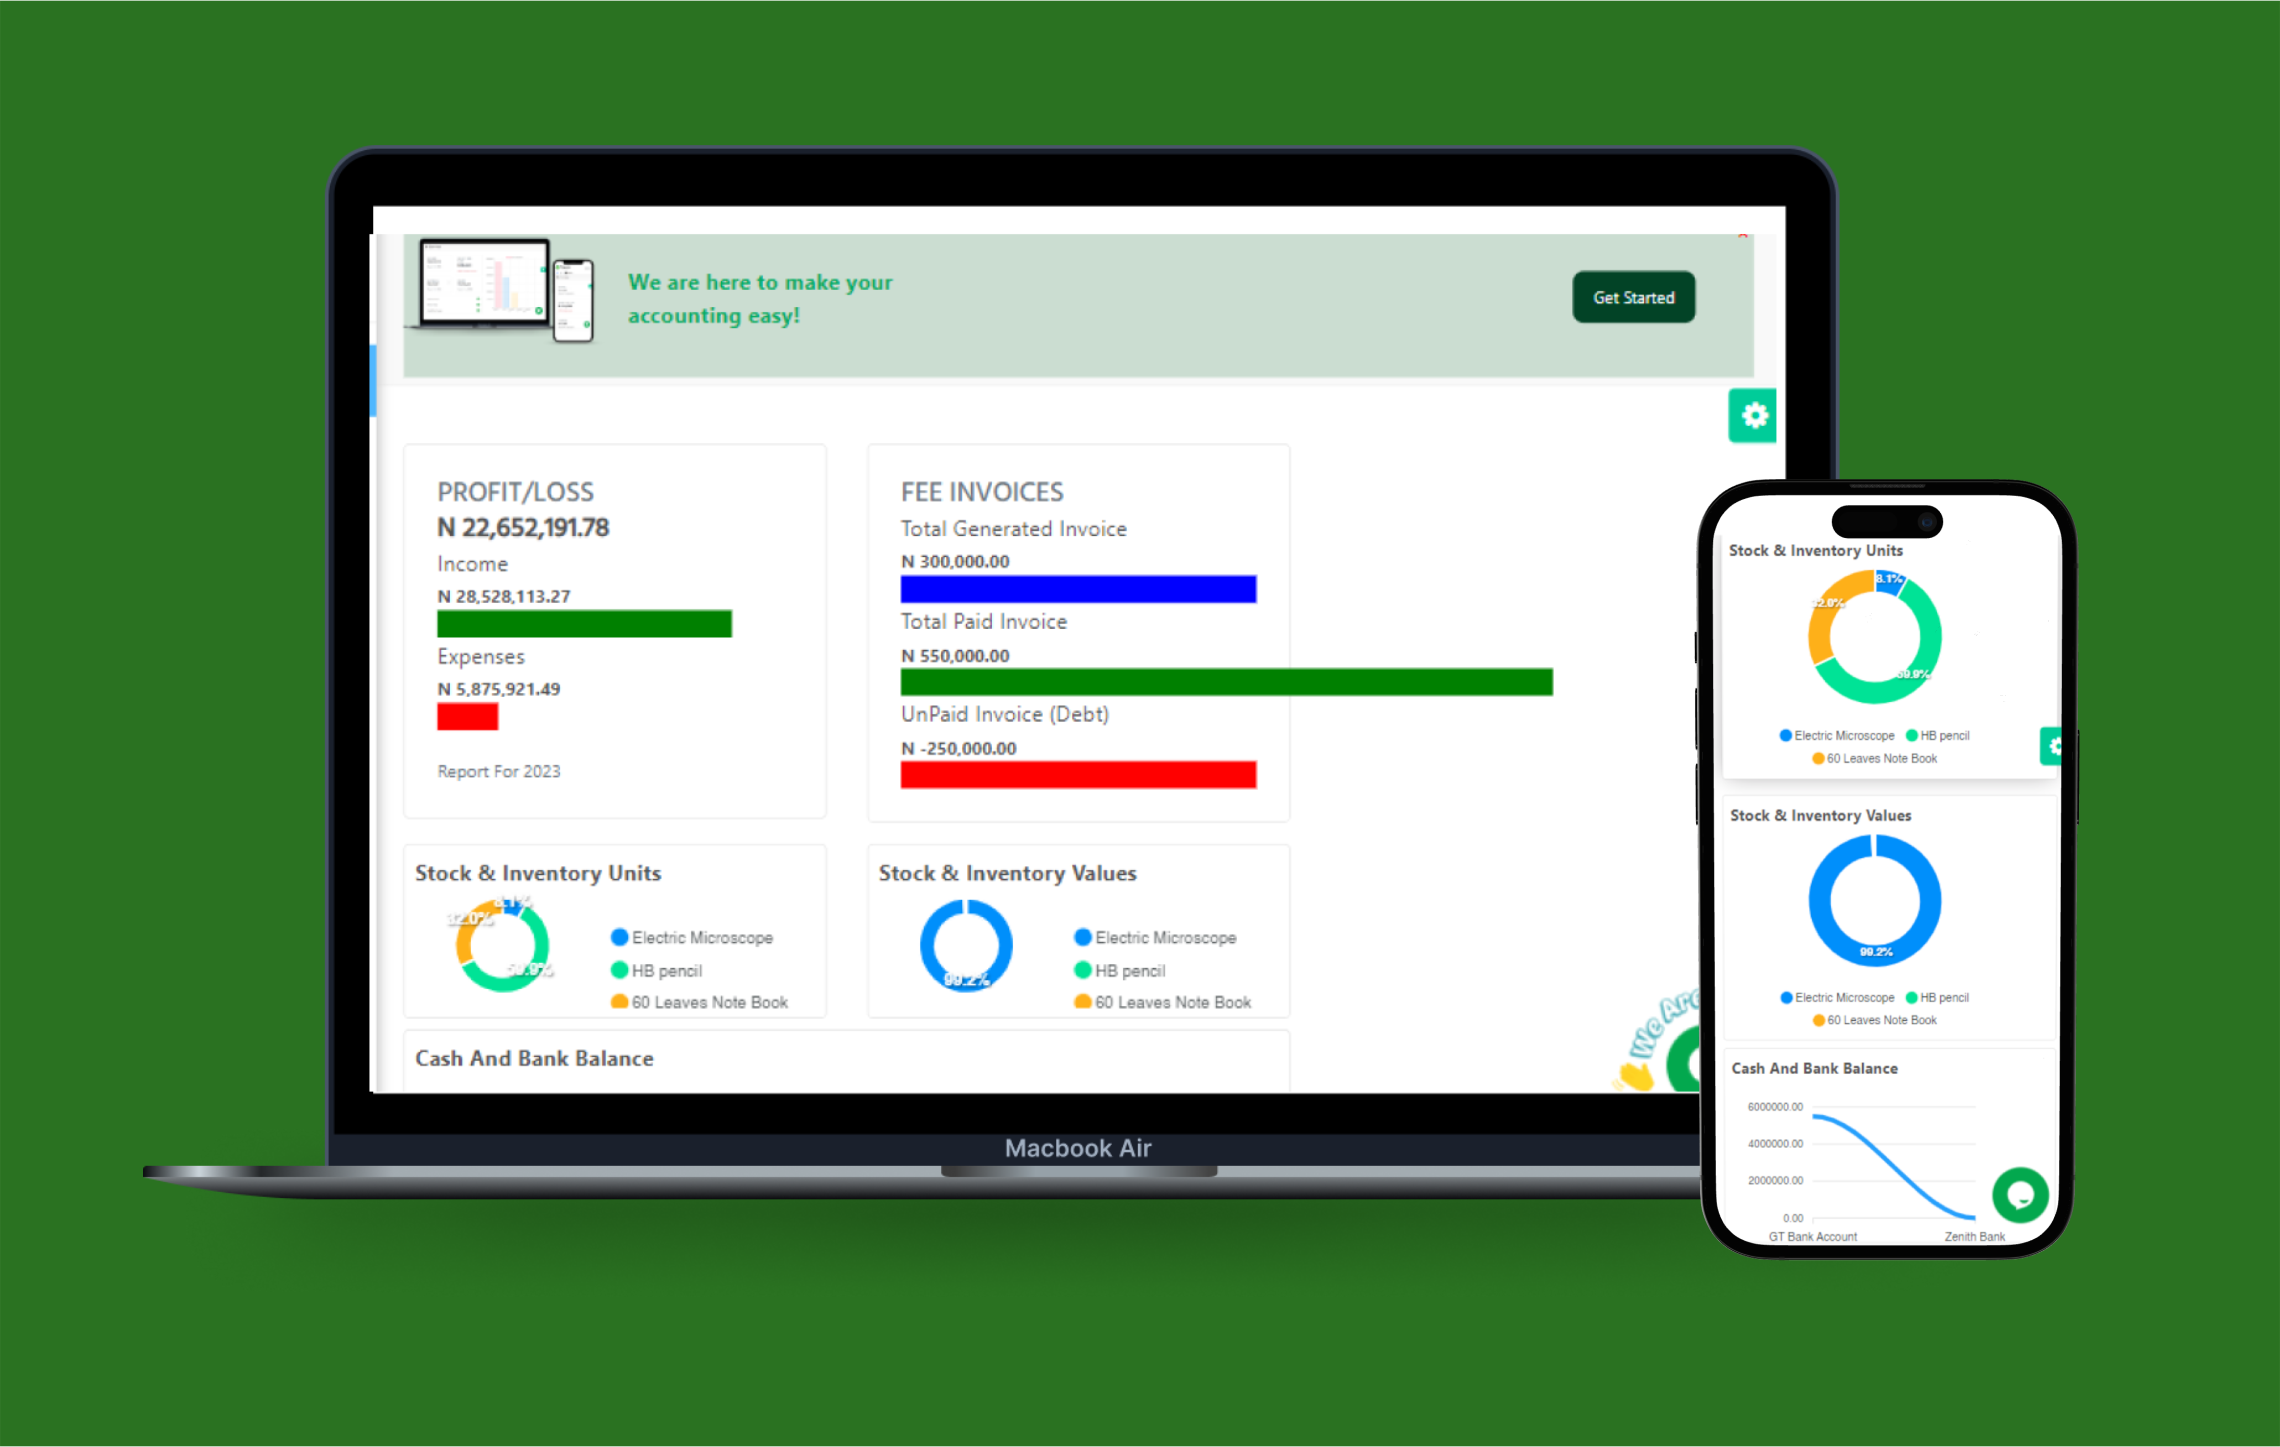 We are here to make your
accounting easy!
Get Started
PROFIT/LOSS
N 22,652,191.78
Income
N 28,528,113.27
Expenses
N 5,875,921.49
Report For 2023
FEE INVOICES
Total Generated Invoice
N 300,000.00
Total Paid Invoice
N 550,000.00
UnPaid Invoice (Debt)
N -250,000.00
Stock & Inventory Units
8.1%
32.0%
59.9%
Electric Microscope
HB pencil
60 Leaves Note Book
Stock & Inventory Values
99.2%
Electric Microscope
HB pencil
60 Leaves Note Book
Cash And Bank Balance
We Are
Macbook Air
Stock & Inventory Units
8.1%
32.0%
59.9%
Electric Microscope HB pencil
60 Leaves Note Book
Stock & Inventory Values
99.2%
Electric Microscope HB pencil
60 Leaves Note Book
Cash And Bank Balance
6000000.00
4000000.00
2000000.00
0.00
GT Bank Account Zenith Bank